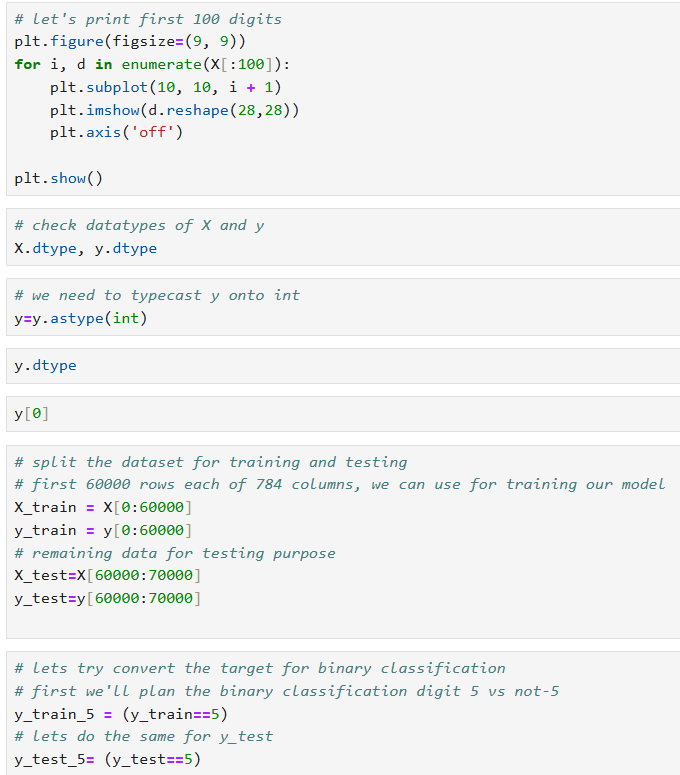 # let's print first 100 digits
plt.figure(figsize=(9, 9))
for i, d in enumerate(X[:100]):
    plt.subplot(10, 10, i + 1)
    plt.imshow(d.reshape(28,28))
    plt.axis('off')
plt.show()
# check datatypes of X and y
X.dtype, y.dtype
# we need to typecast y onto int
y=y.astype(int)
y.dtype
y[0]
# split the dataset for training and testing
# first 60000 rows each of 784 columns, we can use for training our model
X_train = X[0:60000]
y_train = y[0:60000]
# remaining data for testing purpose
X_test=X[60000:70000]
y_test=y[60000:70000]
# lets try convert the target for binary classification
# first we'll plan the binary classification digit 5 vs not-5
y_train_5 = (y_train==5)
# lets do the same for y_test
y_test_5= (y_test==5)